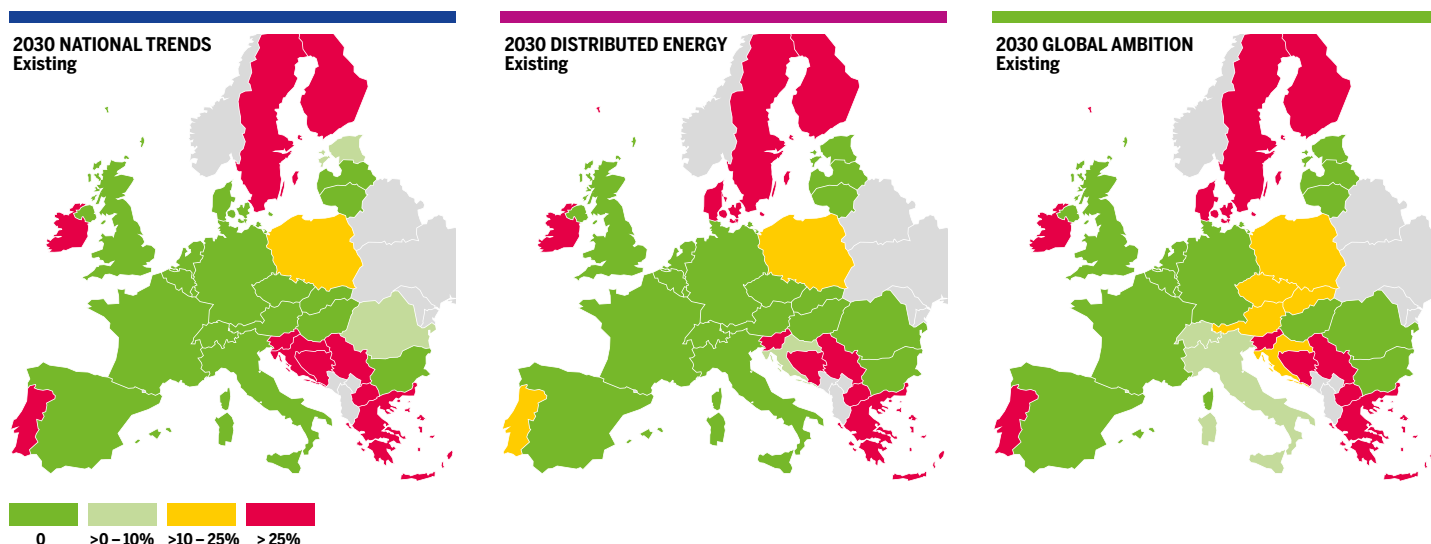 2030 NATIONAL TRENDS
Existing
2030 DISTRIBUTED ENERGY
Existing
2030 GLOBAL AMBITION
Existing
0 >0 – 10% >10 – 25% > 25%